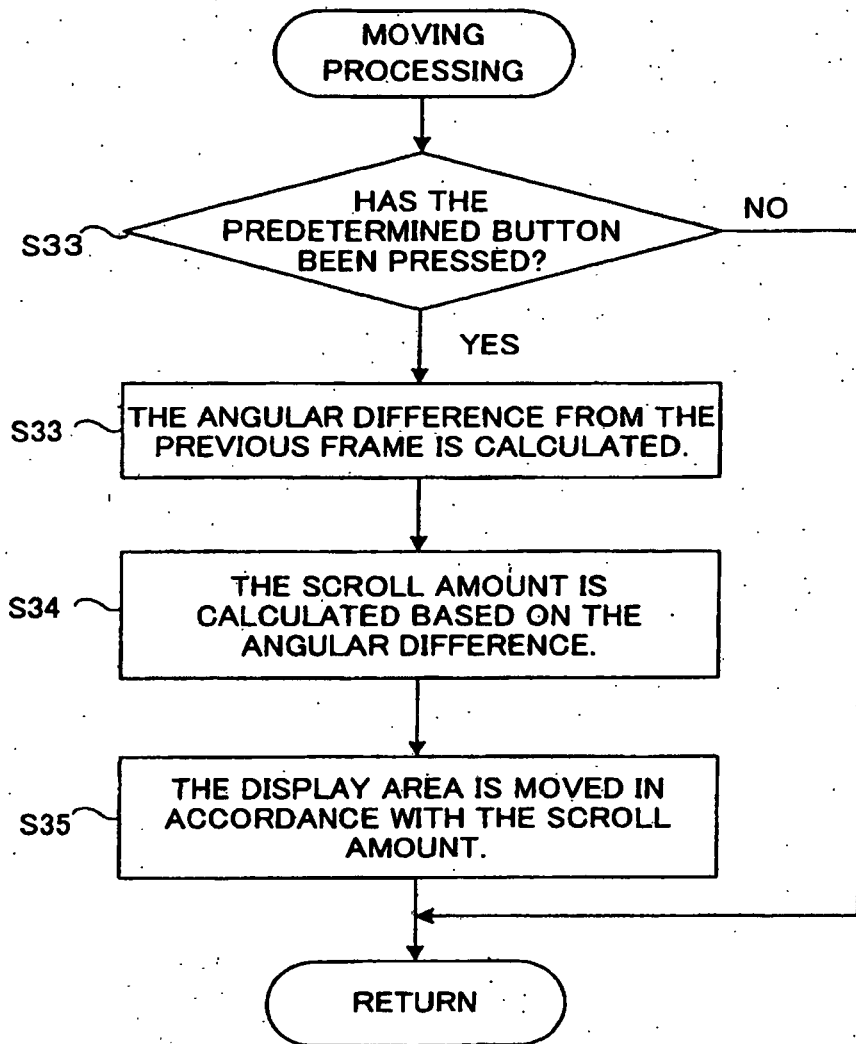 MOVING
PROCESSING
HAS THE
PREDETERMINED BUTTON
BEEN PRESSED?
S33
NO
YES
S33
THE ANGULAR DIFFERENCE FROM THE
PREVIOUS FRAME IS CALCULATED.
S34
THE SCROLL AMOUNT IS
CALCULATED BASED ON THE
ANGULAR DIFFERENCE.
S35
THE DISPLAY AREA IS MOVED IN
ACCORDANCE WITH THE SCROLL
AMOUNT.
RETURN